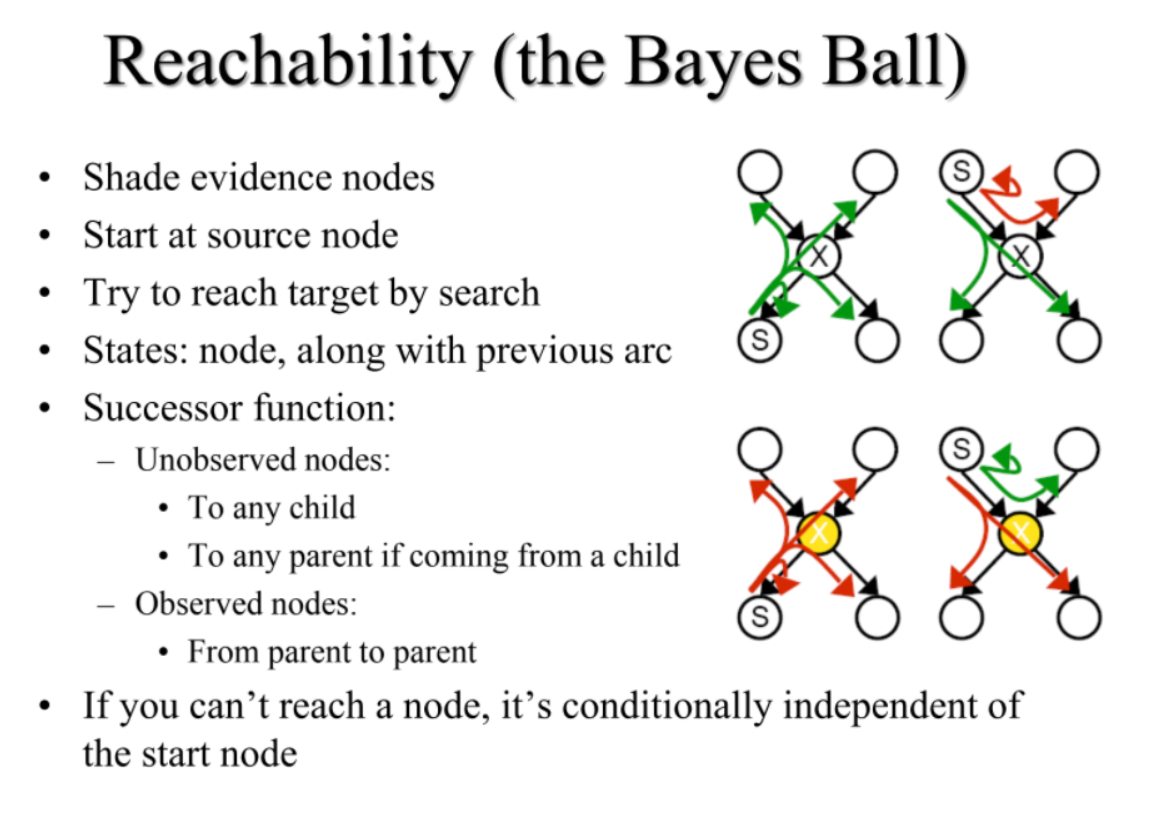 Reachability (the Bayes Ball)
• Shade evidence nodes
• Start at source node
• Try to reach target by search
• States: node, along with previous arc
• Successor function:
– Unobserved nodes:
• To any child
• To any parent if coming from a child
– Observed nodes:
• From parent to parent
• If you can’t reach a node, it’s conditionally independent of
the start node
S
X
X
S
S
X
X
S